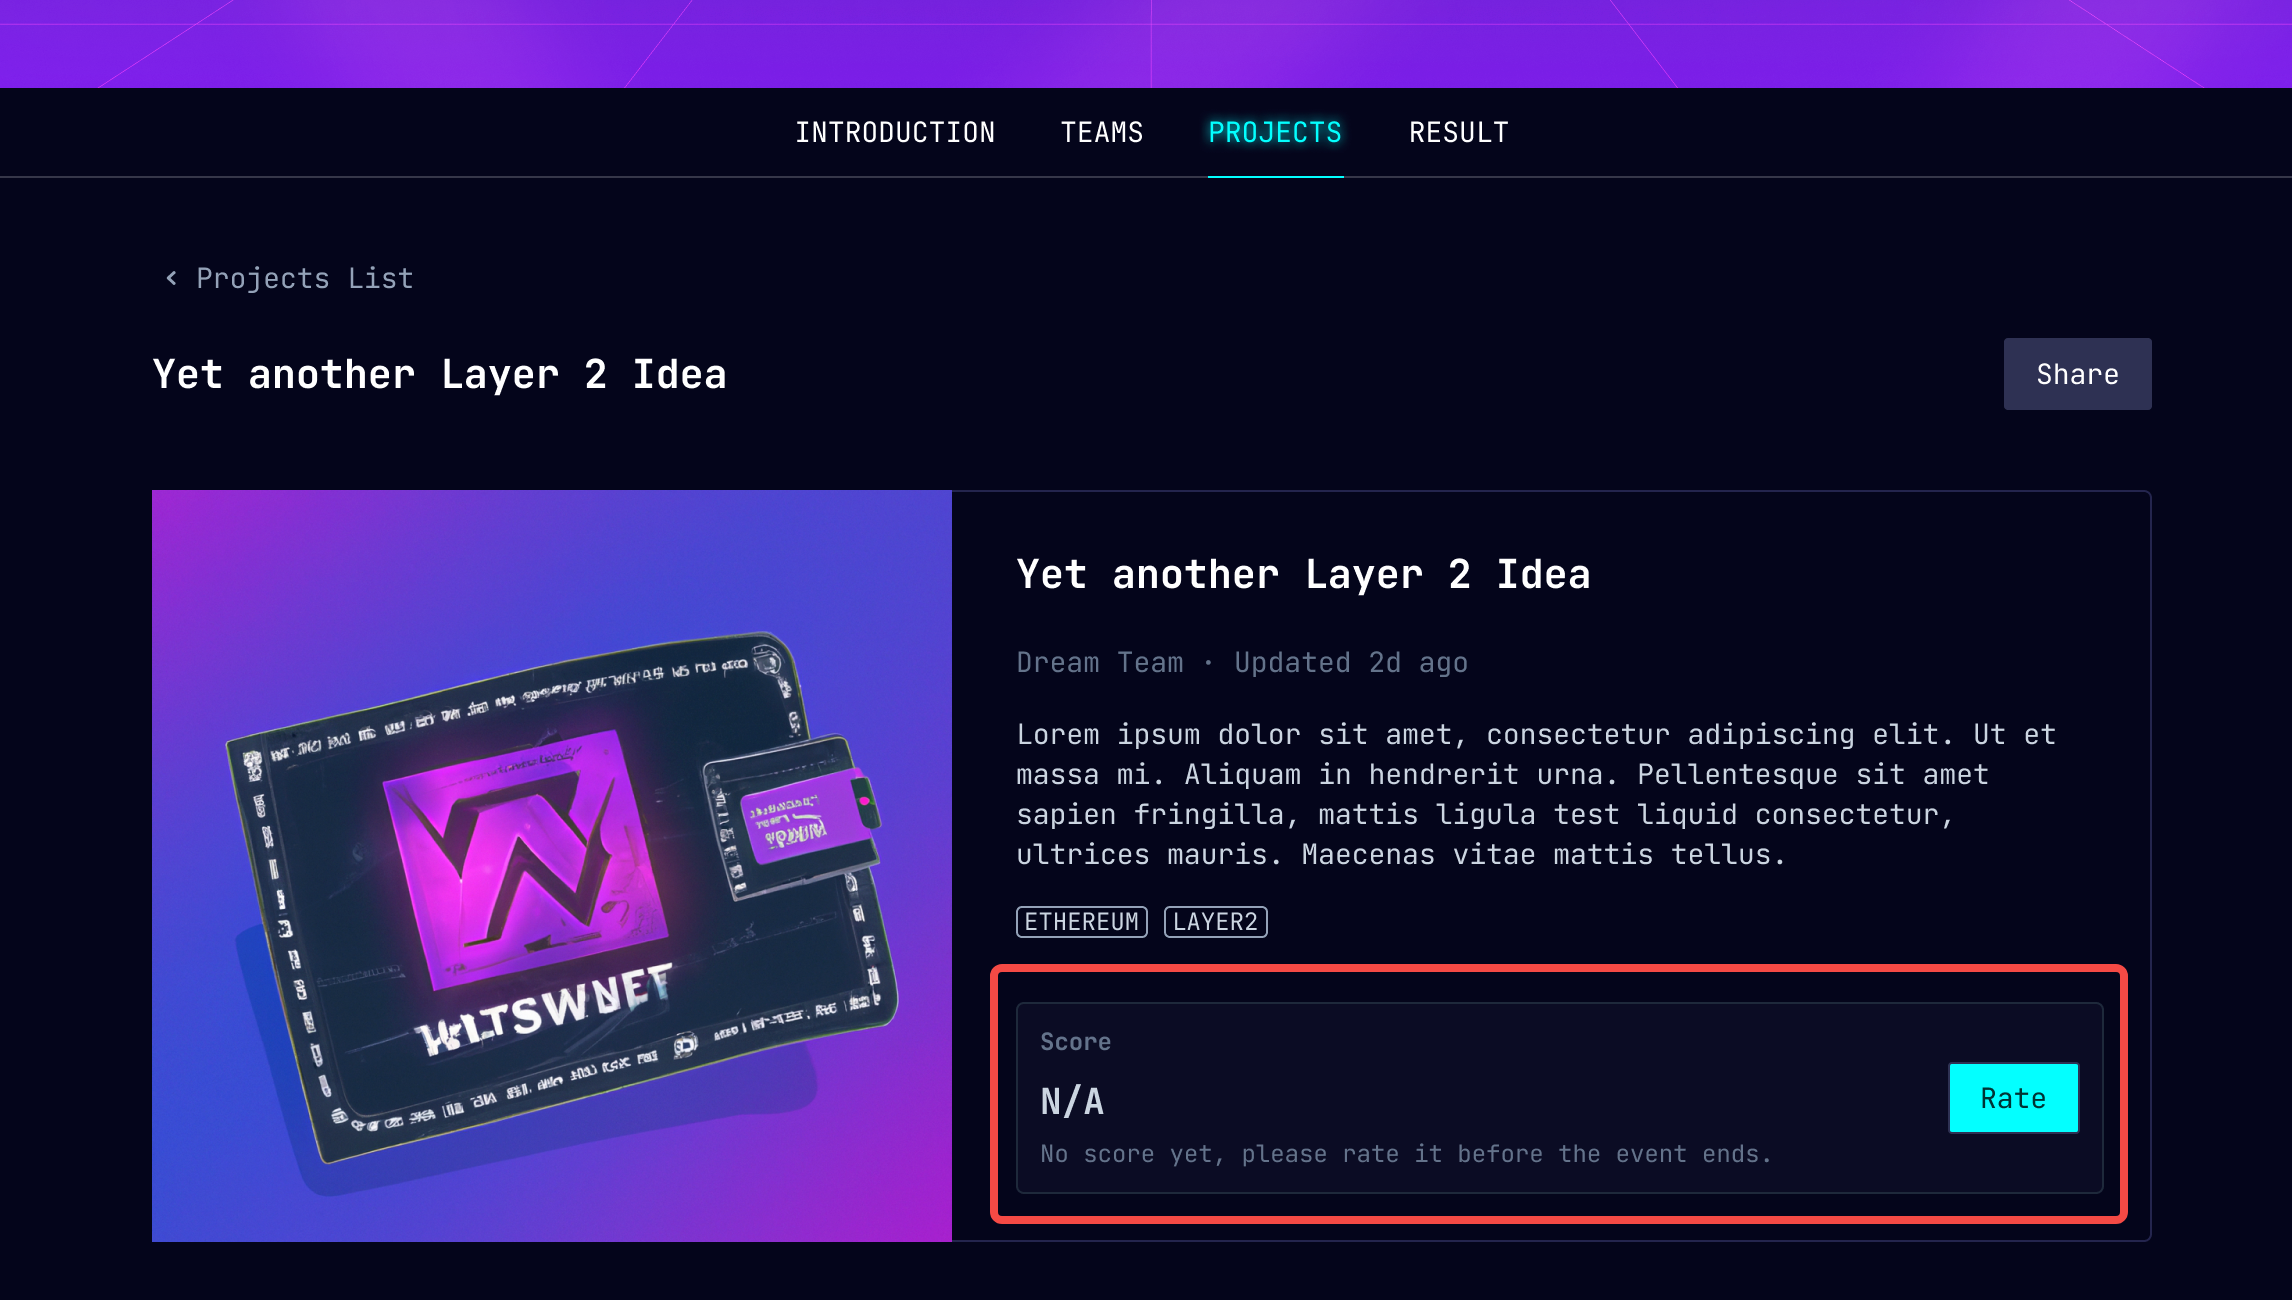 INTRODUCTION TEAMS PROJECTS RESULT
Projects List
Yet another Layer 2 Idea
Share
Yet another Layer 2 Idea
Dream Team · Updated 2d ago
Lorem ipsum dolor sit amet, consectetur adipiscing elit. Ut et
massa mi. Aliquam in hendrerit urna. Pellentesque sit amet
sapien fringilla, mattis ligula test liquid consectetur,
ultrices mauris. Maecenas vitae mattis tellus.
ETHEREUM LAYER2
Score
N/A
Rate
No score yet, please rate it before the event ends.